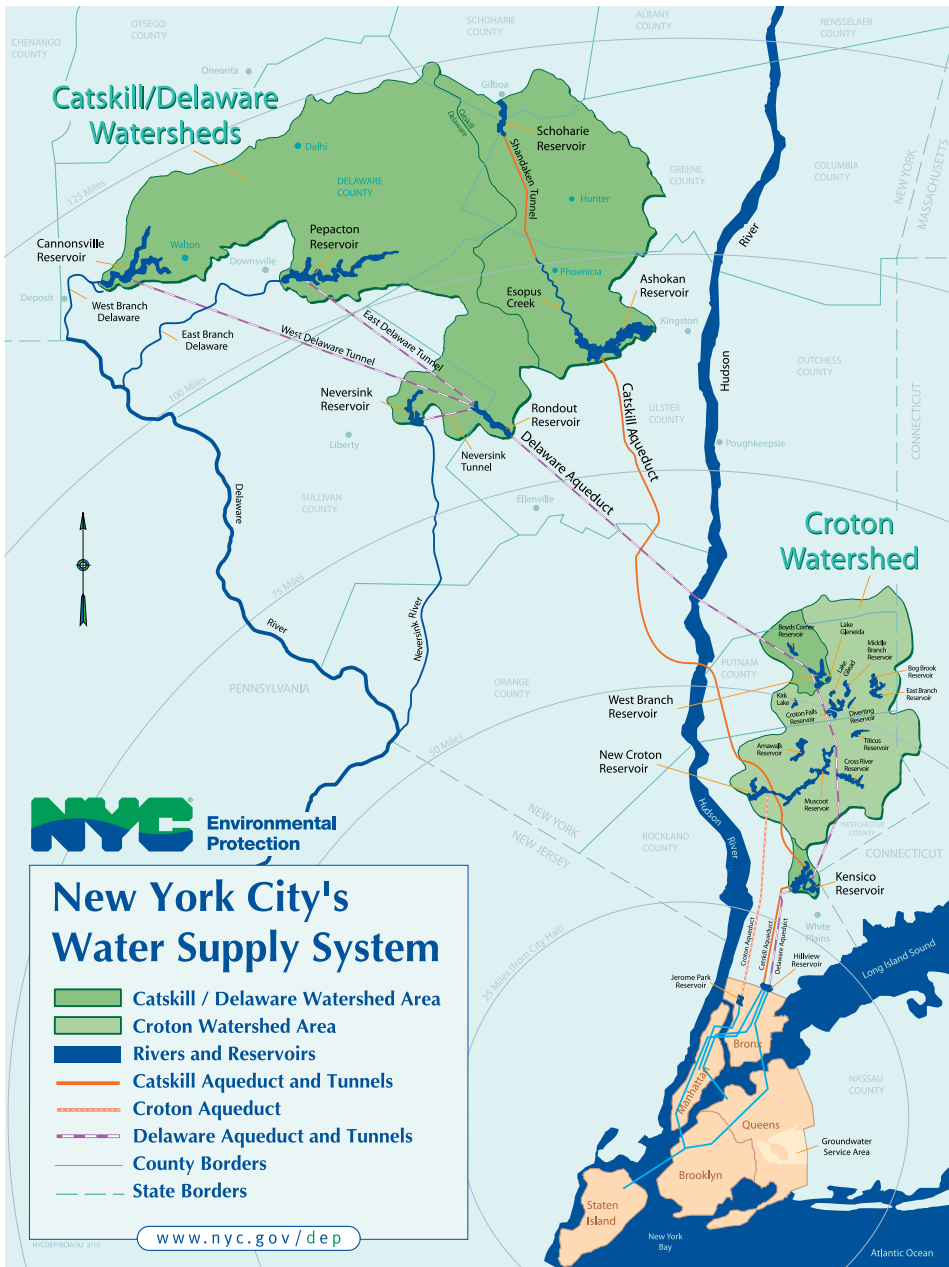 CHENANGO
COUNTY
OTSEGO
COUNTY
SCHOHARIE
COUNTY
ALBANY
COUNTY
RENSSELAER
COUNTY
Oneonta
Gilboa
Catskill/Delaware
Watersheds
Catskill
Delaware
Schoharie
Reservoir
Shandaken Tunnel
Delhi
DELAWARE
COUNTY
GREENE
COUNTY
COLUMBIA
COUNTY
NEW YORK
MASSACHUSETTS
125 Miles
Hunter
River
Cannonsville
Reservoir
Walton
Downsville
Pepacton
Reservoir
Phoenicia
Esopus
Creek
Ashokan
Reservoir
Kingston
Deposit
West Branch
Delaware
East Branch
Delaware
West Delaware Tunnel
East Delaware Tunnel
100 Miles
Hudson
DUTCHESS
COUNTY
CONNECTICUT
Neversink
Reservoir
Rondout
Reservoir
Catskill Aqueduct
ULSTER
COUNTY
Liberty
Neversink
Tunnel
Delaware Aqueduct
Poughkeepsie
SULLIVAN
COUNTY
Ellenville
Delaware
Croton
Watershed
75 Miles
River
Neversink River
Boyds Corner
Reservoir
Lake
Gleneida
Middle
Branch
Reservoir
Lake
Gilead
Bog Brook
Reservoir
East Branch
Reservoir
PUTNAM
COUNTY
PENNSYLVANIA
ORANGE
COUNTY
West Branch
Reservoir
Kirk
Lake
Croton Falls
Reservoir
Diverting
Reservoir
Titicus
Reservoir
50 Miles
New Croton
Reservoir
Amawalk
Reservoir
Cross River
Reservoir
Muscoot
Reservoir
NEW YORK
NEW JERSEY
Hudson
River
ROCKLAND
COUNTY
WESTCHESTER
COUNTY
CONNECTICUT
Kensico
Reservoir
White
Plains
25 Miles (from City Hall)
Croton Aqueduct
Catskill Aqueduct
Delaware Aqueduct
Hillview
Reservoir
Jerome Park
Reservoir
Long Island Sound
Bronx
Manhattan
NASSAU
COUNTY
Queens
Groundwater
Service Area
Brooklyn
Staten
Island
New York
Bay
Atlantic Ocean
NYC®
Environmental
Protection
New York City's
Water Supply System
Catskill / Delaware Watershed Area
Croton Watershed Area
Rivers and Reservoirs
Catskill Aqueduct and Tunnels
Croton Aqueduct
Delaware Aqueduct and Tunnels
County Borders
State Borders
www.nyc.gov/dep
NYCDEP/BCIA/AJ 2/10